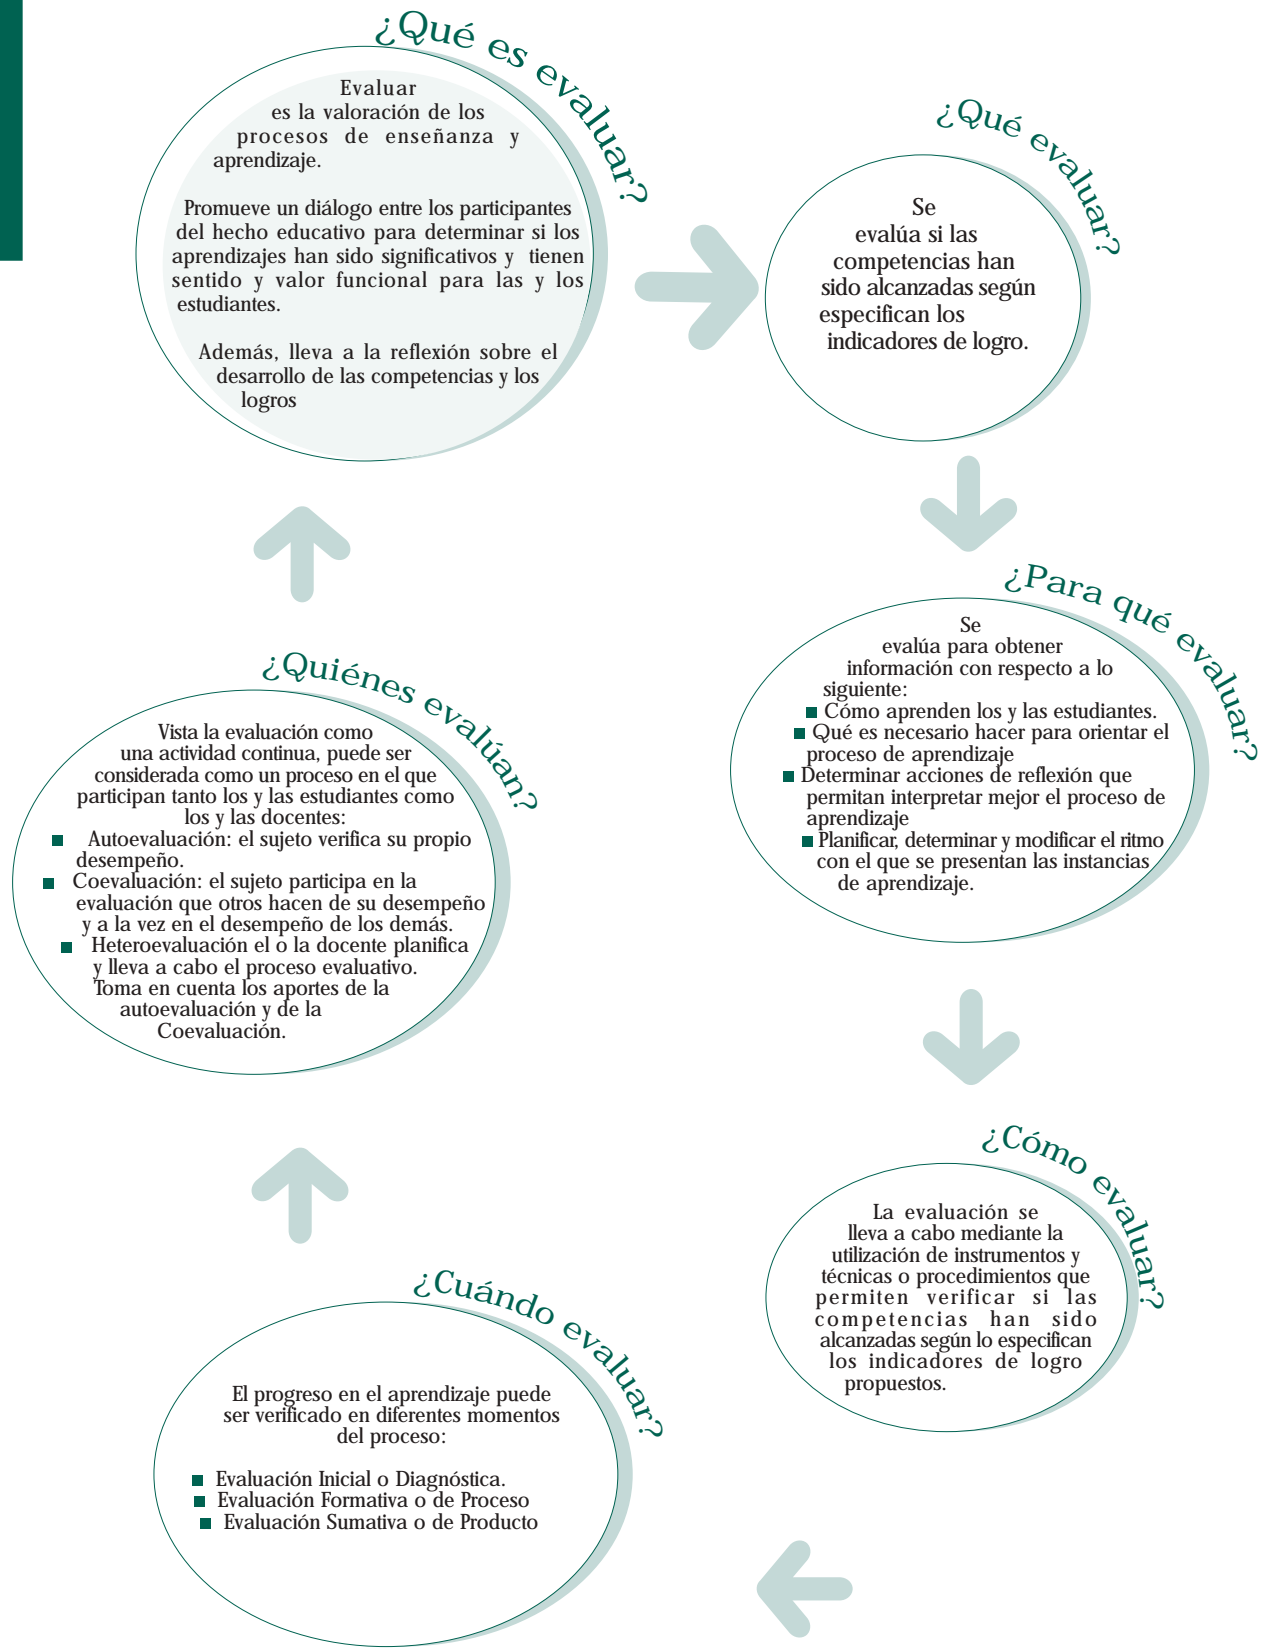 ¿Qué es evaluar?
Evaluar
es la valoración de los
procesos de enseñanza y
aprendizaje.
Promueve un diálogo entre los participantes
del hecho educativo para determinar si los
aprendizajes han sido significativos y tienen
sentido y valor funcional para las y los
estudiantes.
Además, lleva a la reflexión sobre el
desarrollo de las competencias y los
logros
¿Qué evaluar?
Se
evalúa si las
competencias han
sido alcanzadas según
especifican los
indicadores de logro.
¿Para qué evaluar?
Se
evalúa para obtener
información con respecto a lo
siguiente:
Cómo aprenden los y las estudiantes.
Qué es necesario hacer para orientar el
proceso de aprendizaje
Determinar acciones de reflexión que
permitan interpretar mejor el proceso de
aprendizaje
Planificar, determinar y modificar el ritmo
con el que se presentan las instancias
de aprendizaje.
¿Cómo evaluar?
La evaluación se
lleva a cabo mediante la
utilización de instrumentos y
técnicas o procedimientos que
permiten verificar si las
competencias han sido
alcanzadas según lo especifican
los indicadores de logro
propuestos.
¿Cuándo evaluar?
El progreso en el aprendizaje puede
ser verificado en diferentes momentos
del proceso:
Evaluación Inicial o Diagnóstica.
Evaluación Formativa o de Proceso
Evaluación Sumativa o de Producto
¿Quiénes evalúan?
Vista la evaluación como
una actividad continua, puede ser
considerada como un proceso en el que
participan tanto los y las estudiantes como
los y las docentes:
Autoevaluación: el sujeto verifica su propio
desempeño.
Coevaluación: el sujeto participa en la
evaluación que otros hacen de su desempeño
y a la vez en el desempeño de los demás.
Heteroevaluación el o la docente planifica
y lleva a cabo el proceso evaluativo.
Toma en cuenta los aportes de la
autoevaluación y de la
Coevaluación.